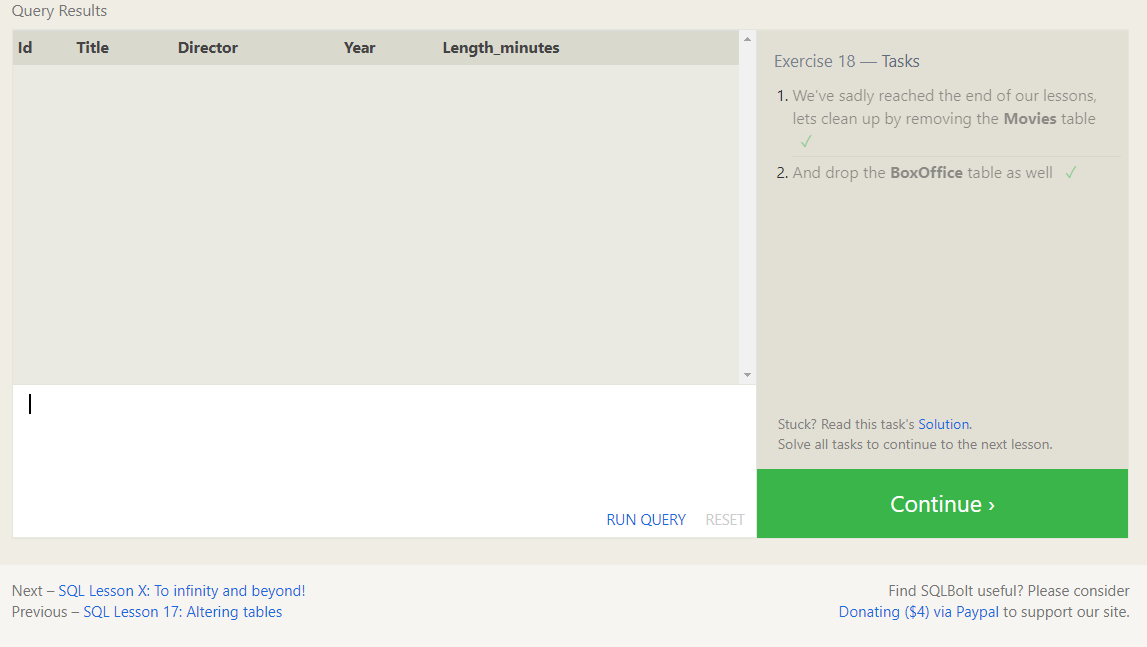 Query Results
Id Title Director Year Length_minutes
Exercise 18 — Tasks
1. We've sadly reached the end of our lessons,
lets clean up by removing the Movies table
✓
2. And drop the BoxOffice table as well ✓
Stuck? Read this task's Solution.
Solve all tasks to continue to the next lesson.
RUN QUERY RESET
Continue ›
Next – SQL Lesson X: To infinity and beyond!
Previous – SQL Lesson 17: Altering tables
Find SQLBolt useful? Please consider
Donating ($4) via Paypal to support our site.